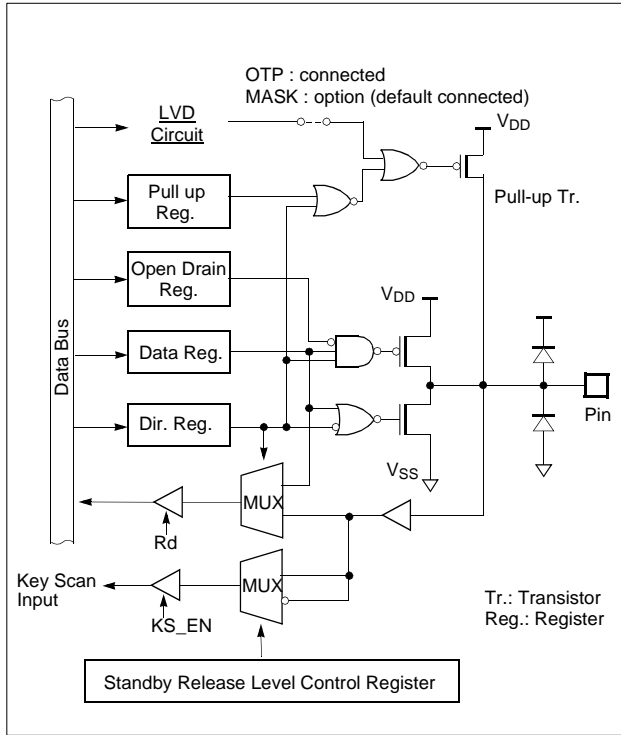 OTP : connected
MASK : option (default connected)
LVD
Circuit
VDD
Pull up
Reg.
Pull-up Tr.
Open Drain
Reg.
VDD
Data Bus
Data Reg.
Dir. Reg.
Pin
VSS
MUX
Rd
Key Scan
Input
MUX
KS_EN
Tr.: Transistor
Reg.: Register
Standby Release Level Control Register